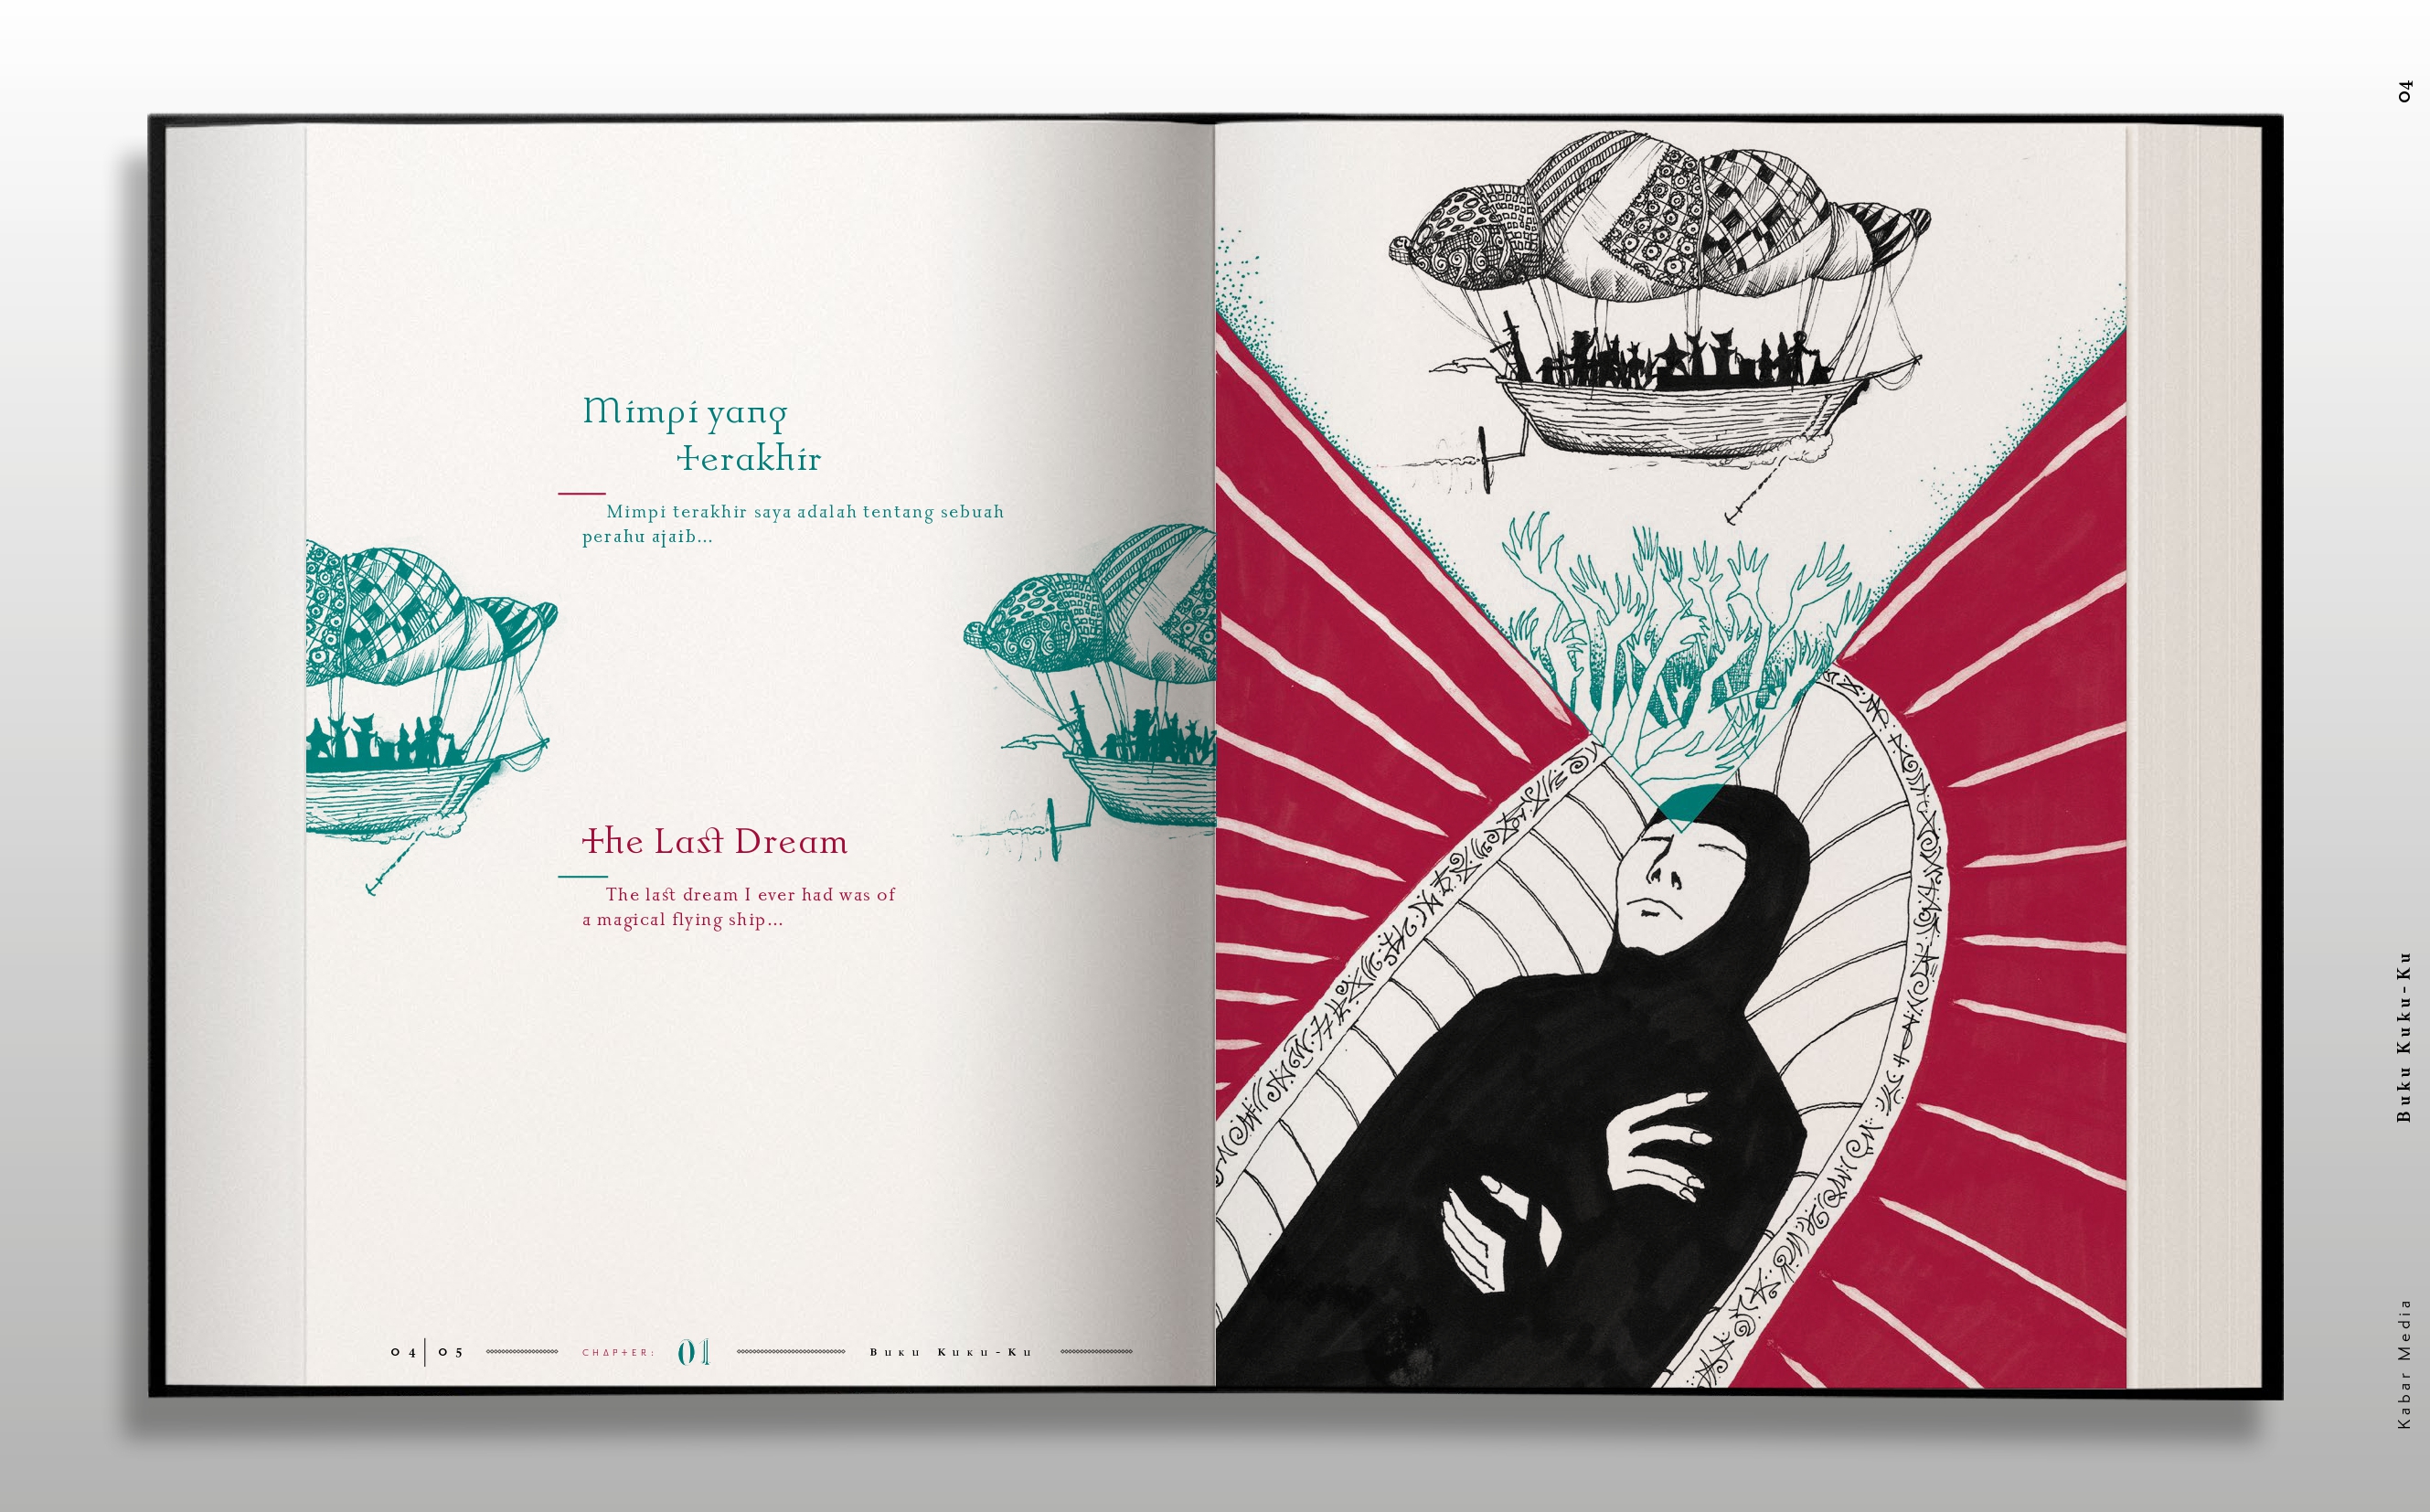 Mimpi yang
terakhir
Mimpi terakhir saya adalah tentang sebuah
perahu ajaib...
the Last Dream
The last dream I ever had was of
a magical flying ship...
04 | 05 CHAPTER: 01 Buku Kuku-Ku
04
Buku Kuku-Ku
Kabar Media